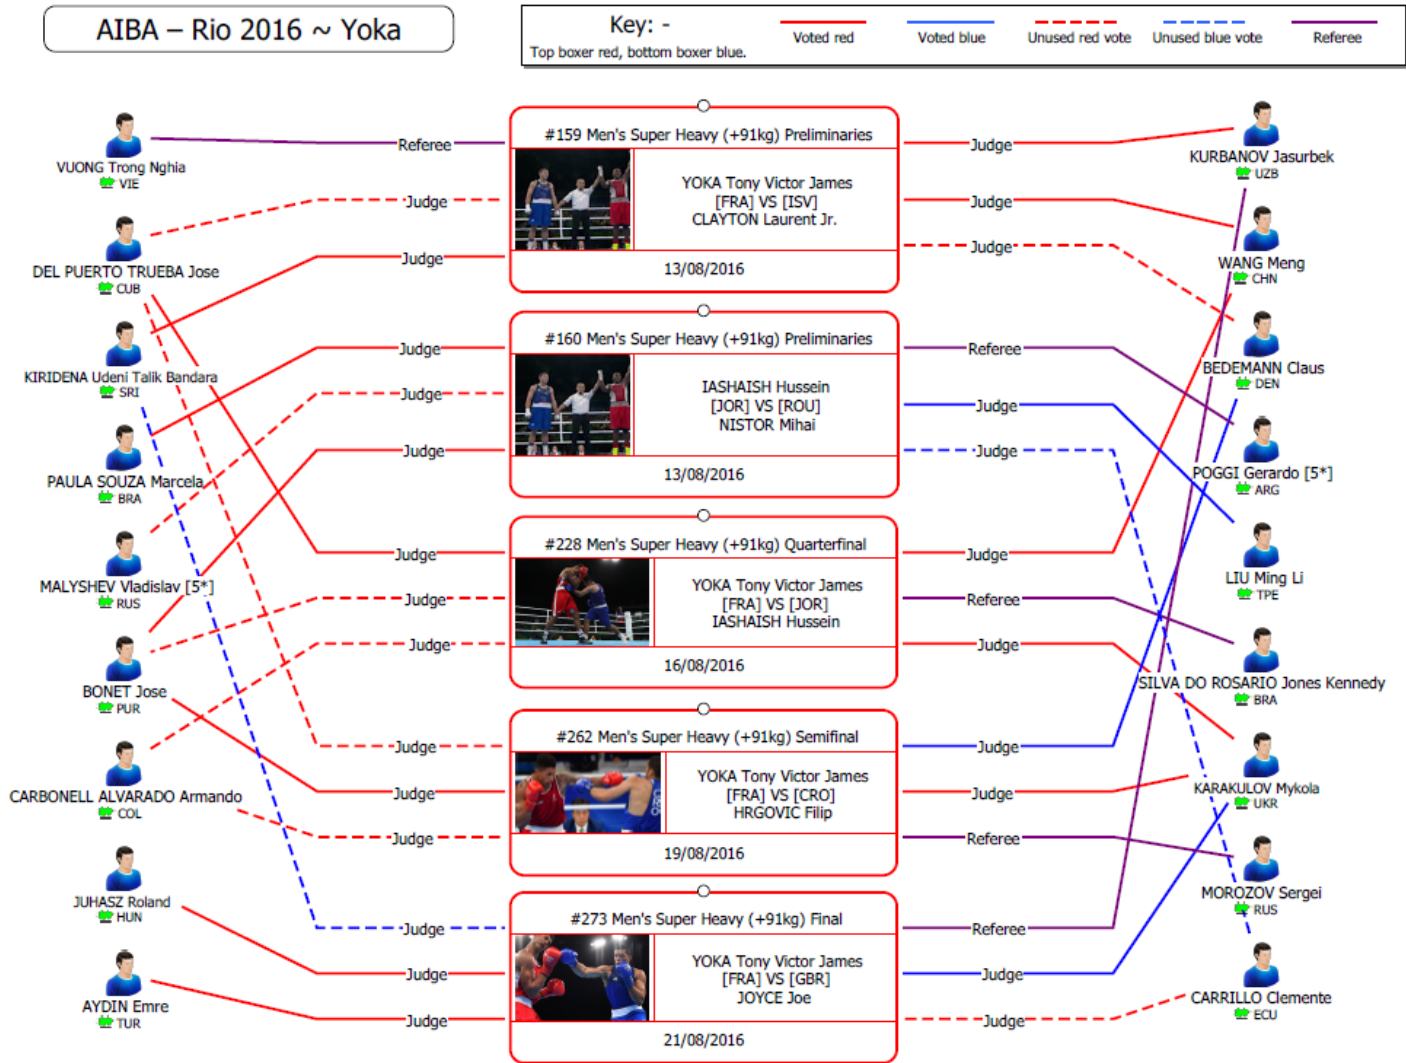 AIBA – Rio 2016 ~ Yoka
Key: -
Top boxer red, bottom boxer blue.
Voted red
Voted blue
Unused red vote
Unused blue vote
Referee
VUONG Trong Nghia
VIE
DEL PUERTO TRUEBA Jose
CUB
KIRIDENA Udeni Talik Bandara
SRI
PAULA SOUZA Marcela
BRA
MALYSHEV Vladislav [5*]
RUS
BONET Jose
PUR
CARBONELL ALVARADO Armando
COL
JUHASZ Roland
HUN
AYDIN Emre
TUR
Referee
Judge
Judge
Judge
Judge
Judge
Judge
Judge
Judge
Judge
Judge
Judge
Judge
Judge
Judge
#159 Men's Super Heavy (+91kg) Preliminaries
YOKA Tony Victor James
[FRA] VS [ISV]
CLAYTON Laurent Jr.
13/08/2016
#160 Men's Super Heavy (+91kg) Preliminaries
IASHAISH Hussein
[JOR] VS [ROU]
NISTOR Mihai
13/08/2016
#228 Men's Super Heavy (+91kg) Quarterfinal
YOKA Tony Victor James
[FRA] VS [JOR]
IASHAISH Hussein
16/08/2016
#262 Men's Super Heavy (+91kg) Semifinal
YOKA Tony Victor James
[FRA] VS [CRO]
HRGOVIC Filip
19/08/2016
#273 Men's Super Heavy (+91kg) Final
YOKA Tony Victor James
[FRA] VS [GBR]
JOYCE Joe
21/08/2016
Judge
Judge
Judge
Referee
Judge
Judge
Judge
Referee
Judge
Judge
Judge
Referee
Referee
Judge
Judge
KURBANOV Jasurbek
UZB
WANG Meng
CHN
BEDEMANN Claus
DEN
POGGI Gerardo [5*]
ARG
LIU Ming Li
TPE
SILVA DO ROSARIO Jones Kennedy
BRA
KARAKULOV Mykola
UKR
MOROZOV Sergei
RUS
CARRILLO Clemente
ECU